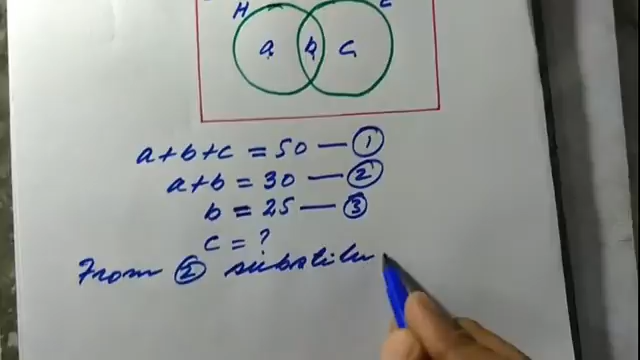 H E
a b c
a+b+c = 50 — ①
a+b = 30 — ②
b = 25 — ③
c = ?
From ② substitu